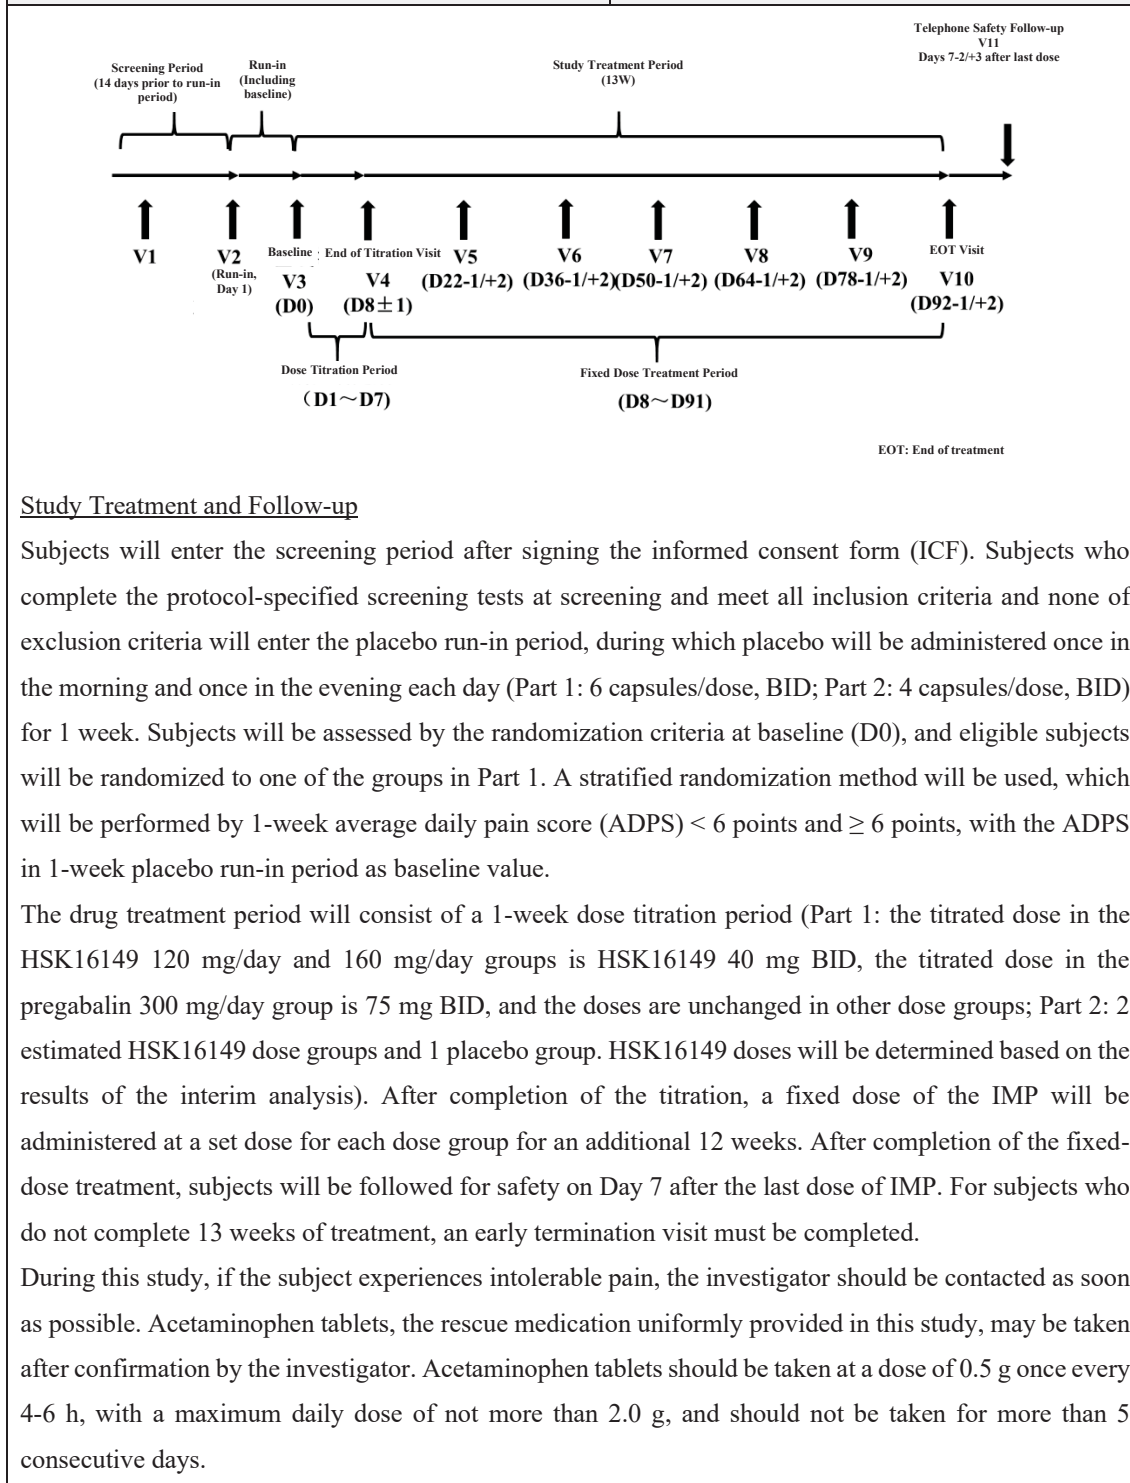 Telephone Safety Follow-up
V11
Days 7-2/+3 after last dose
Screening Period
(14 days prior to run-in
period)
Run-in
(Including
baseline)
Study Treatment Period
(13W)
V1
V2
(Run-in,
Day 1)
Baseline
V3
(D0)
End of Titration Visit
V4
(D8±1)
V5
(D22-1/+2)
V6
(D36-1/+2)
V7
(D50-1/+2)
V8
(D64-1/+2)
V9
(D78-1/+2)
EOT Visit
V10
(D92-1/+2)
Dose Titration Period
（D1～D7)
Fixed Dose Treatment Period
(D8～D91)
EOT: End of treatment
Study Treatment and Follow-up
Subjects will enter the screening period after signing the informed consent form (ICF). Subjects who
complete the protocol-specified screening tests at screening and meet all inclusion criteria and none of
exclusion criteria will enter the placebo run-in period, during which placebo will be administered once in
the morning and once in the evening each day (Part 1: 6 capsules/dose, BID; Part 2: 4 capsules/dose, BID)
for 1 week. Subjects will be assessed by the randomization criteria at baseline (D0), and eligible subjects
will be randomized to one of the groups in Part 1. A stratified randomization method will be used, which
will be performed by 1-week average daily pain score (ADPS) < 6 points and ≥ 6 points, with the ADPS
in 1-week placebo run-in period as baseline value.
The drug treatment period will consist of a 1-week dose titration period (Part 1: the titrated dose in the
HSK16149 120 mg/day and 160 mg/day groups is HSK16149 40 mg BID, the titrated dose in the
pregabalin 300 mg/day group is 75 mg BID, and the doses are unchanged in other dose groups; Part 2: 2
estimated HSK16149 dose groups and 1 placebo group. HSK16149 doses will be determined based on the
results of the interim analysis). After completion of the titration, a fixed dose of the IMP will be
administered at a set dose for each dose group for an additional 12 weeks. After completion of the fixed-
dose treatment, subjects will be followed for safety on Day 7 after the last dose of IMP. For subjects who
do not complete 13 weeks of treatment, an early termination visit must be completed.
During this study, if the subject experiences intolerable pain, the investigator should be contacted as soon
as possible. Acetaminophen tablets, the rescue medication uniformly provided in this study, may be taken
after confirmation by the investigator. Acetaminophen tablets should be taken at a dose of 0.5 g once every
4-6 h, with a maximum daily dose of not more than 2.0 g, and should not be taken for more than 5
consecutive days.